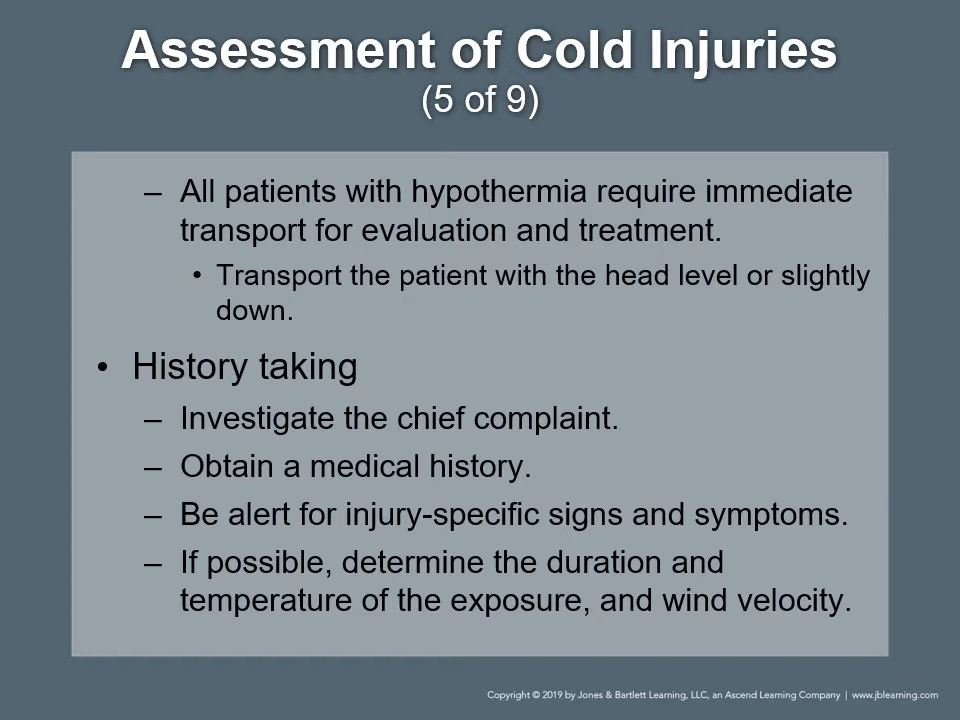 Assessment of Cold Injuries
(5 of 9)
– All patients with hypothermia require immediate
transport for evaluation and treatment.
• Transport the patient with the head level or slightly
down.
• History taking
– Investigate the chief complaint.
– Obtain a medical history.
– Be alert for injury-specific signs and symptoms.
– If possible, determine the duration and
temperature of the exposure, and wind velocity.
Copyright © 2019 by Jones & Bartlett Learning, LLC, an Ascend Learning Company | www.jblearning.com